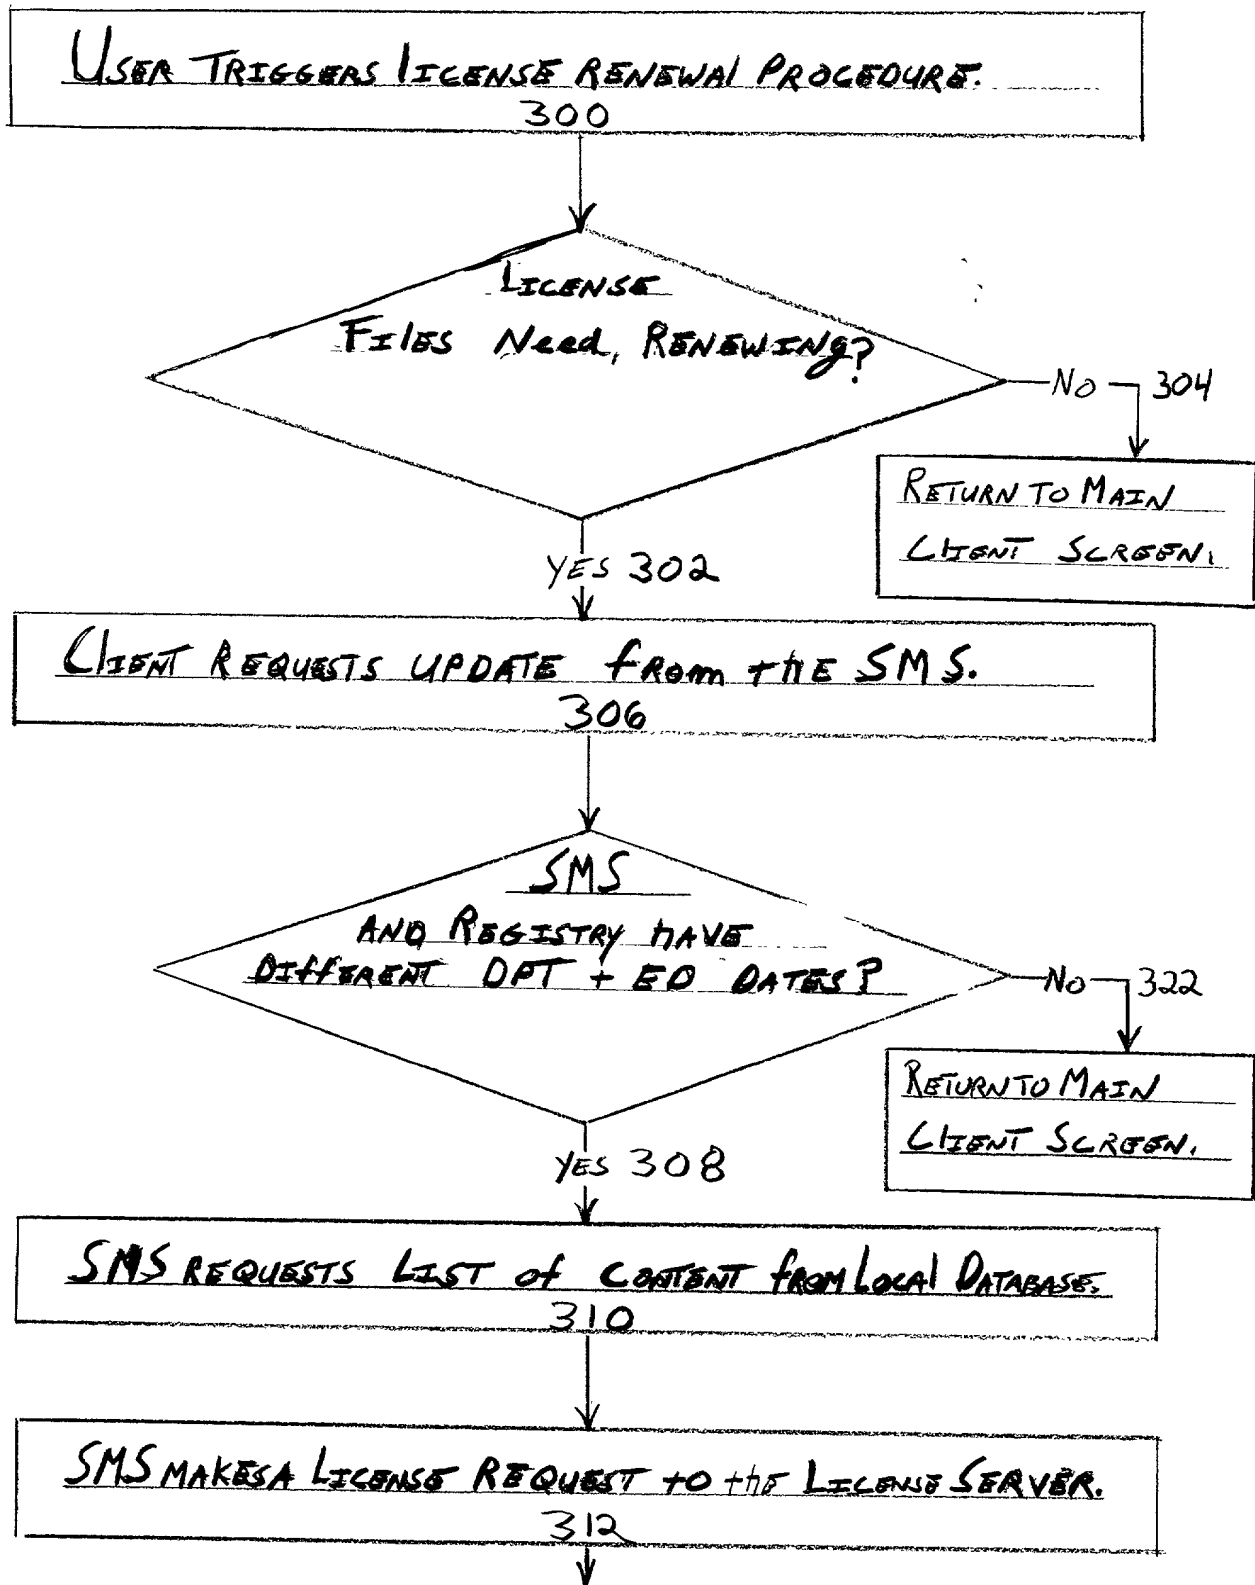 USER TRIGGERS LICENSE RENEWAL PROCEDURE.
300
LICENSE
FILES Need, RENEWING?
No 304
RETURN TO MAIN
CLIENT SCREEN.
YES 302
CLIENT REQUESTS UPDATE from tHE SMS.
306
SMS
AND REGISTRY HAVE
DIFFERENT DPT + ED DATES?
No 322
RETURN TO MAIN
CLIENT SCREEN.
YES 308
SMS REQUESTS LIST of CONTENT fROM LOCAL DATABASE.
310
SMS MAKES A LICENSE REQUEST to thE LICENSE SERVER.
312